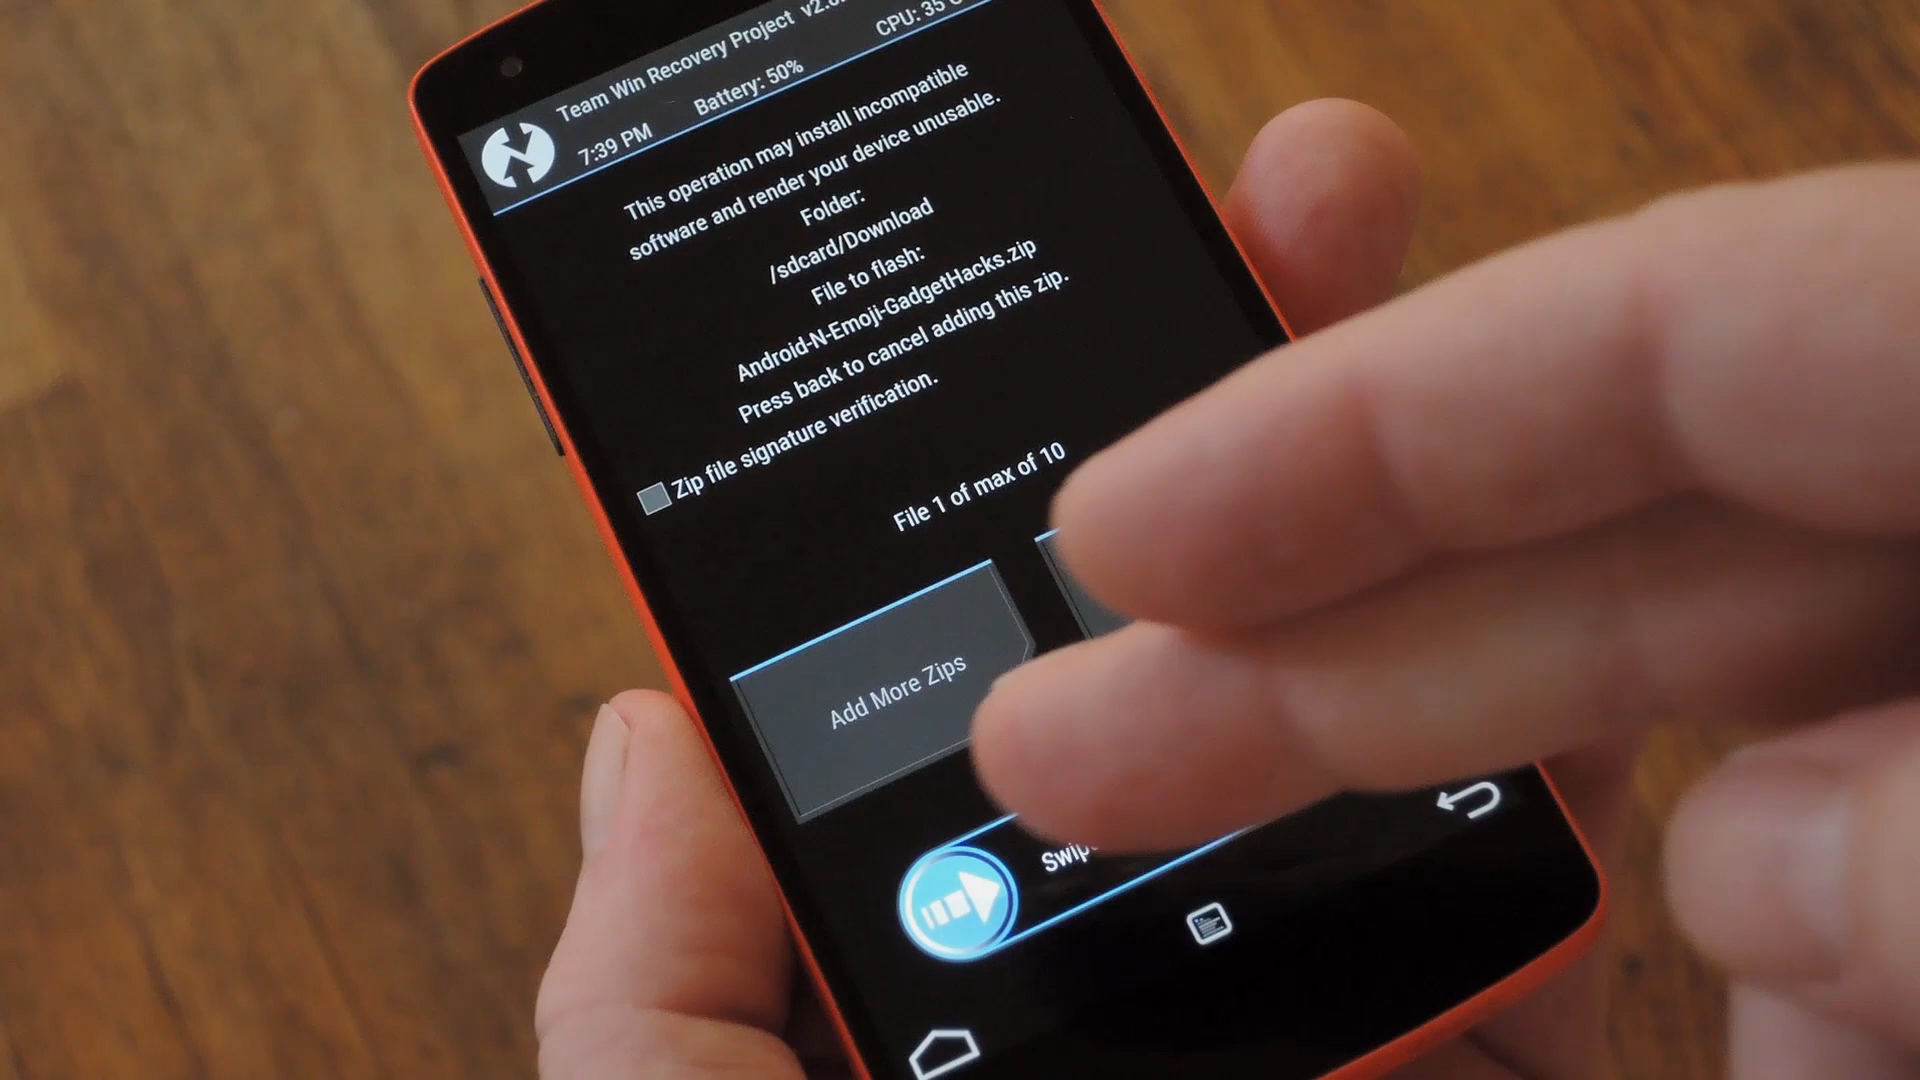 Team Win Recovery Project v2.8.
CPU: 35 C
7:39 PM
Battery: 50%
This operation may install incompatible
software and render your device unusable.
Folder:
/sdcard/Download
File to flash:
Android-N-Emoji-GadgetHacks.zip
Press back to cancel adding this zip.
Zip file signature verification.
File 1 of max of 10
Add More Zips